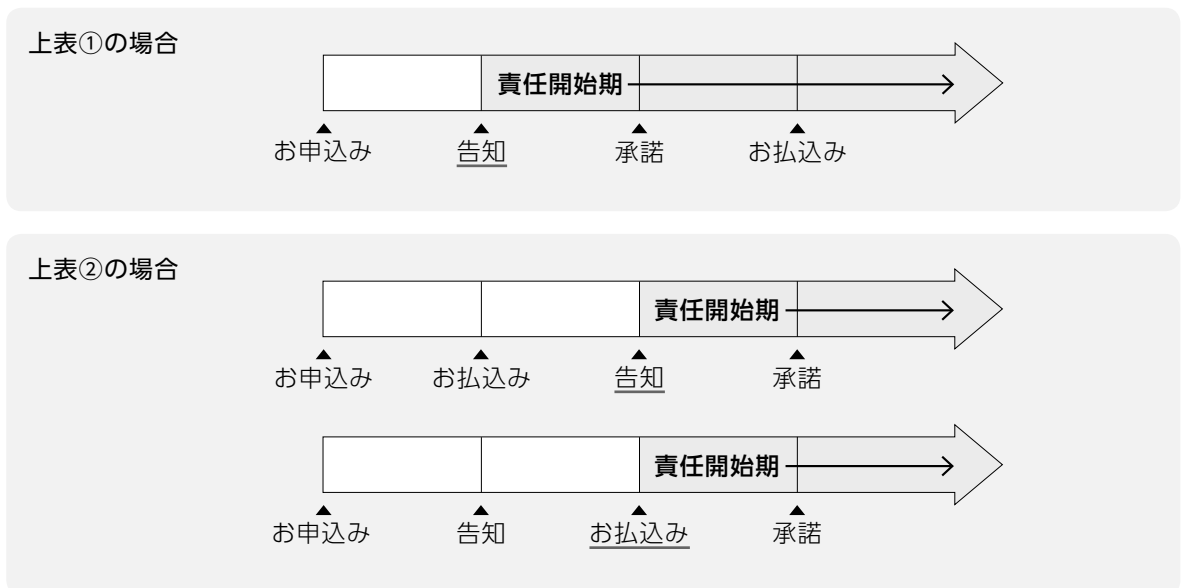 上表①の場合
責任開始期
お申込み 告知 承諾 お払込み
上表②の場合
責任開始期
お申込み お払込み 告知 承諾
責任開始期
お申込み 告知 お払込み 承諾